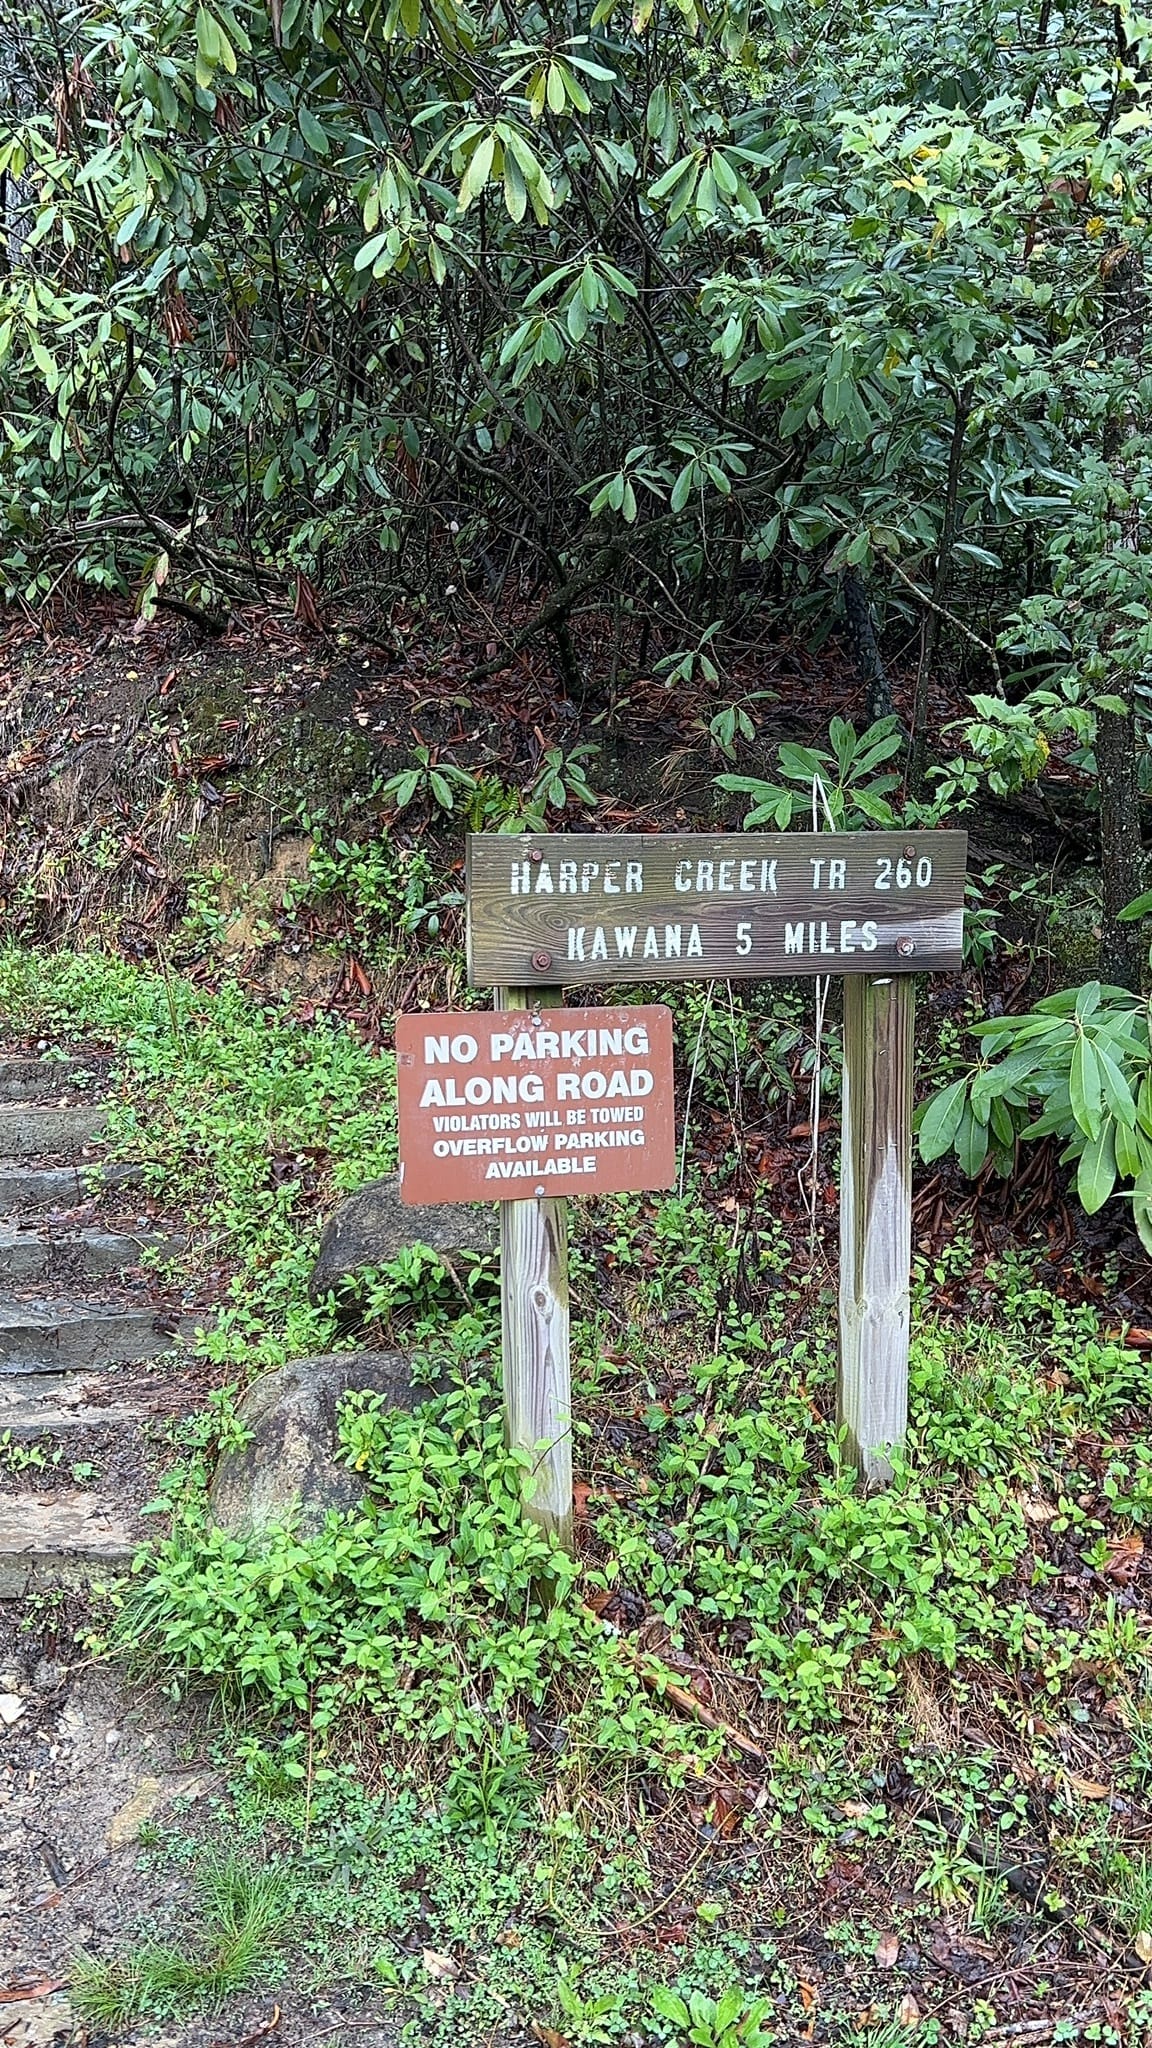 HARPER CREEK TR 260
KAWANA 5 MILES
NO PARKING
ALONG ROAD
VIOLATORS WILL BE TOWED
OVERFLOW PARKING
AVAILABLE